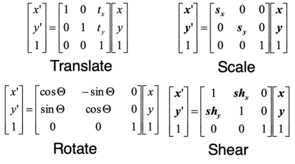 [x' y' 1] = [1 0 t_x; 0 1 t_y; 0 0 1] [x y 1]
Translate
[x' y' 1] = [s_x 0 0; 0 s_y 0; 0 0 1] [x y 1]
Scale
[x' y' 1] = [cosΘ −sinΘ 0; sinΘ cosΘ 0; 0 0 1] [x y 1]
Rotate
[x' y' 1] = [1 sh_x 0; sh_y 1 0; 0 0 1] [x y 1]
Shear